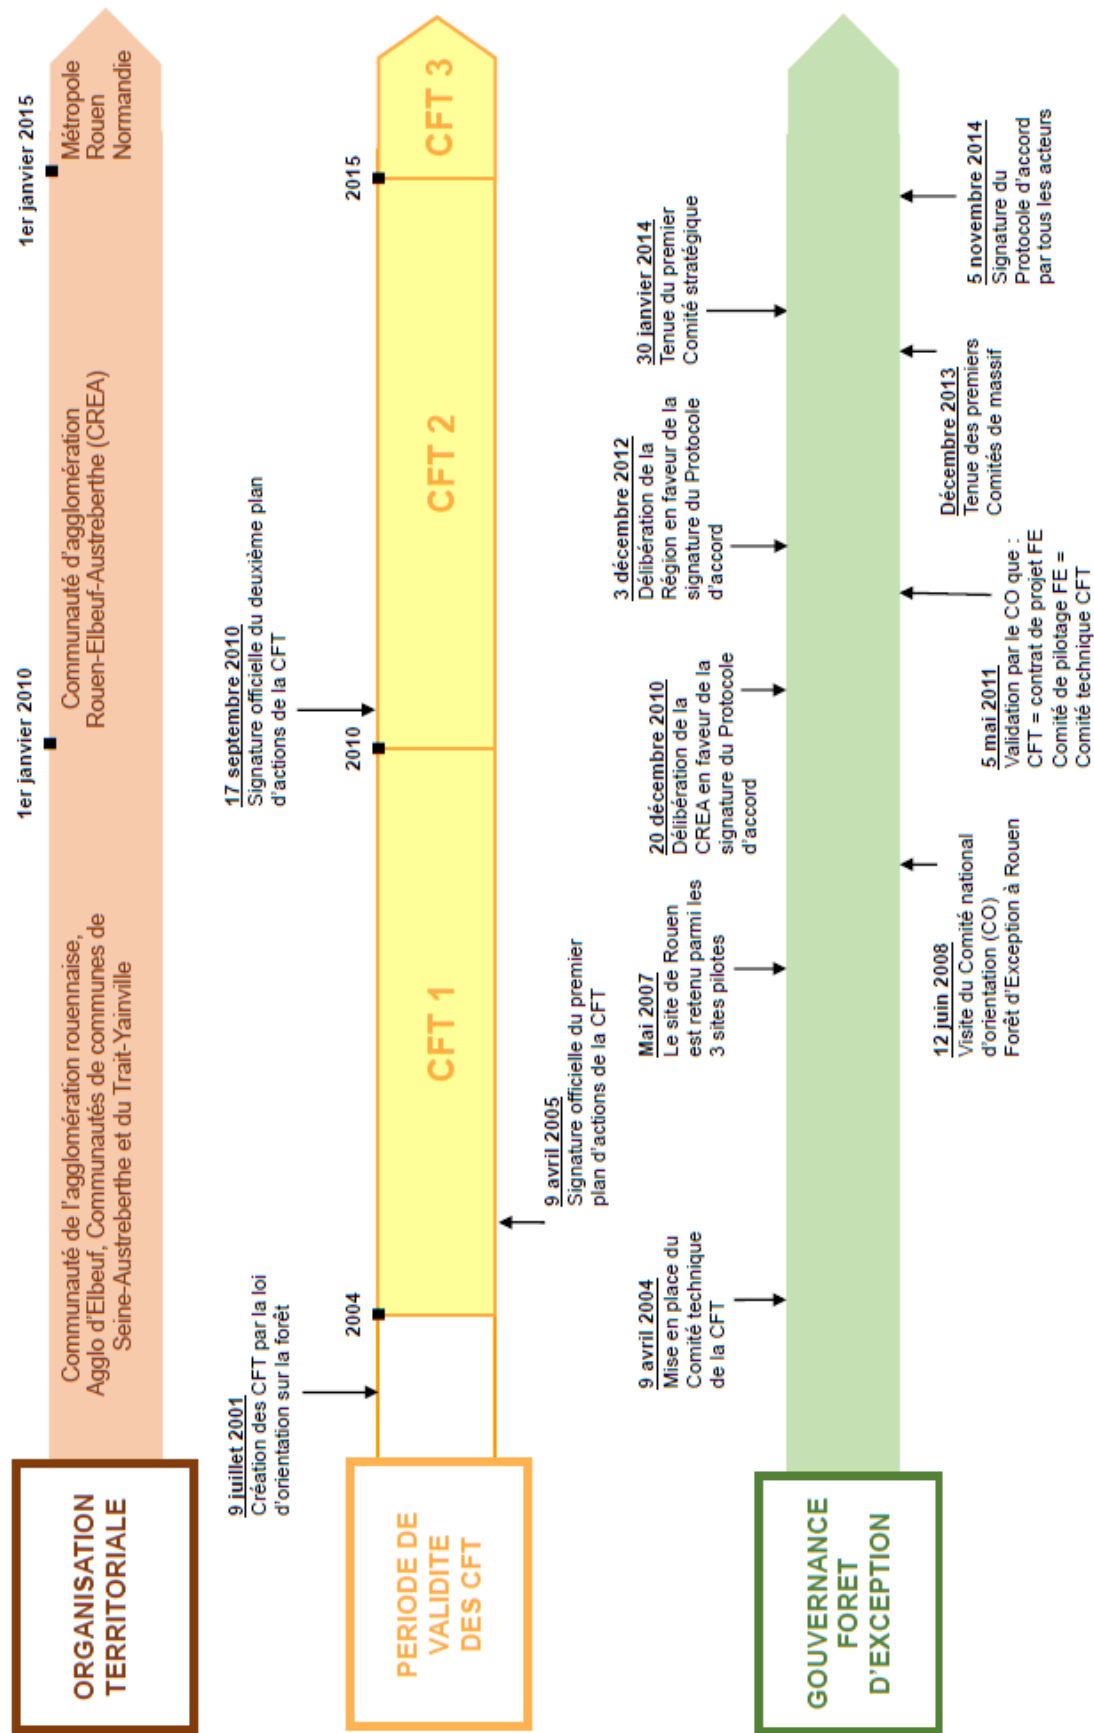 ORGANISATION
TERRITORIALE
Communauté de l'agglomération rouennaise,
Agglo d'Elbeuf, Communautés de communes de
Seine-Austreberthe et du Trait-Yainville
1er janvier 2010
Communauté d'agglomération
Rouen-Elbeuf-Austreberthe (CREA)
1er janvier 2015
Métropole
Rouen
Normandie
PERIODE DE
VALIDITE
DES CFT
9 juillet 2001
Création des CFT par la loi
d'orientation sur la forêt
2004
CFT 1
9 avril 2005
Signature officielle du premier
plan d'actions de la CFT
17 septembre 2010
Signature officielle du deuxième plan
d'actions de la CFT
2010
CFT 2
2015
CFT 3
GOUVERNANCE
FORET
D'EXCEPTION
9 avril 2004
Mise en place du
Comité technique
de la CFT
Mai 2007
Le site de Rouen
est retenu parmi les
3 sites pilotes
12 juin 2008
Visite du Comité national
d'orientation (CO)
Forêt d'Exception à Rouen
20 décembre 2010
Délibération de la
CREA en faveur de la
signature du Protocole
d'accord
5 mai 2011
Validation par le CO que :
CFT = contrat de projet FE
Comité de pilotage FE =
Comité technique CFT
3 décembre 2012
Délibération de la
Région en faveur de la
signature du Protocole
d'accord
Décembre 2013
Tenue des premiers
Comités de massif
30 janvier 2014
Tenue du premier
Comité stratégique
5 novembre 2014
Signature du
Protocole d'accord
par tous les acteurs